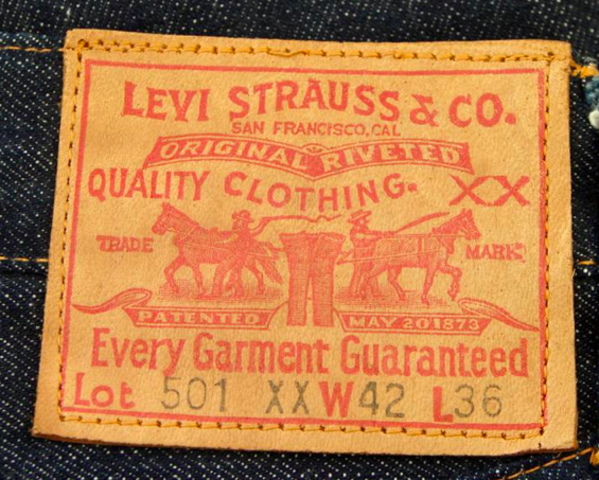 LEVI STRAUSS & CO.
SAN FRANCISCO, CAL
ORIGINAL RIVETED
QUALITY CLOTHING. XX
TRADE MARK
PATENTED MAY 20 1873
Every Garment Guaranteed
Lot 501 XX W 42 L 36